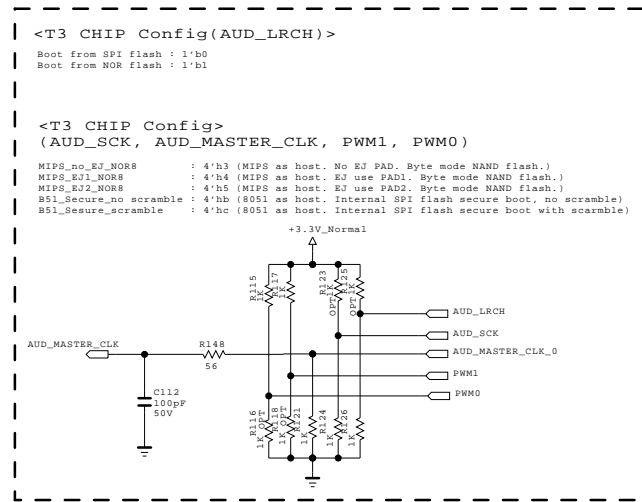 <T3 CHIP Config(AUD_LRCH)>
Boot from SPI flash : 1'b0
Boot from NOR flash : 1'b1
<T3 CHIP Config>
(AUD_SCK, AUD_MASTER_CLK, PWM1, PWM0)
MIPS_no_EJ_NOR8 : 4'h3 (MIPS as host. No EJ PAD. Byte mode NAND flash.)
MIPS_EJ1_NOR8 : 4'h4 (MIPS as host. EJ use PAD1. Byte mode NAND flash.)
MIPS_EJ2_NOR8 : 4'h5 (MIPS as host. EJ use PAD2. Byte mode NAND flash.)
B51_Secure_no scramble : 4'hb (8051 as host. Internal SPI flash secure boot, no scramble)
B51_Sesure_scramble : 4'hc (8051 as host. Internal SPI flash secure boot with scarmble)
+3.3V_Normal
R115
1K
R117
1K
R123
1K
OPT
R125
1K
OPT
AUD_LRCH
AUD_SCK
AUD_MASTER_CLK
R148
56
AUD_MASTER_CLK_0
PWM1
PWM0
C112
100pF
50V
R116
1K OPT
R118
1K OPT
R121
1K
R124
1K
R126
1K